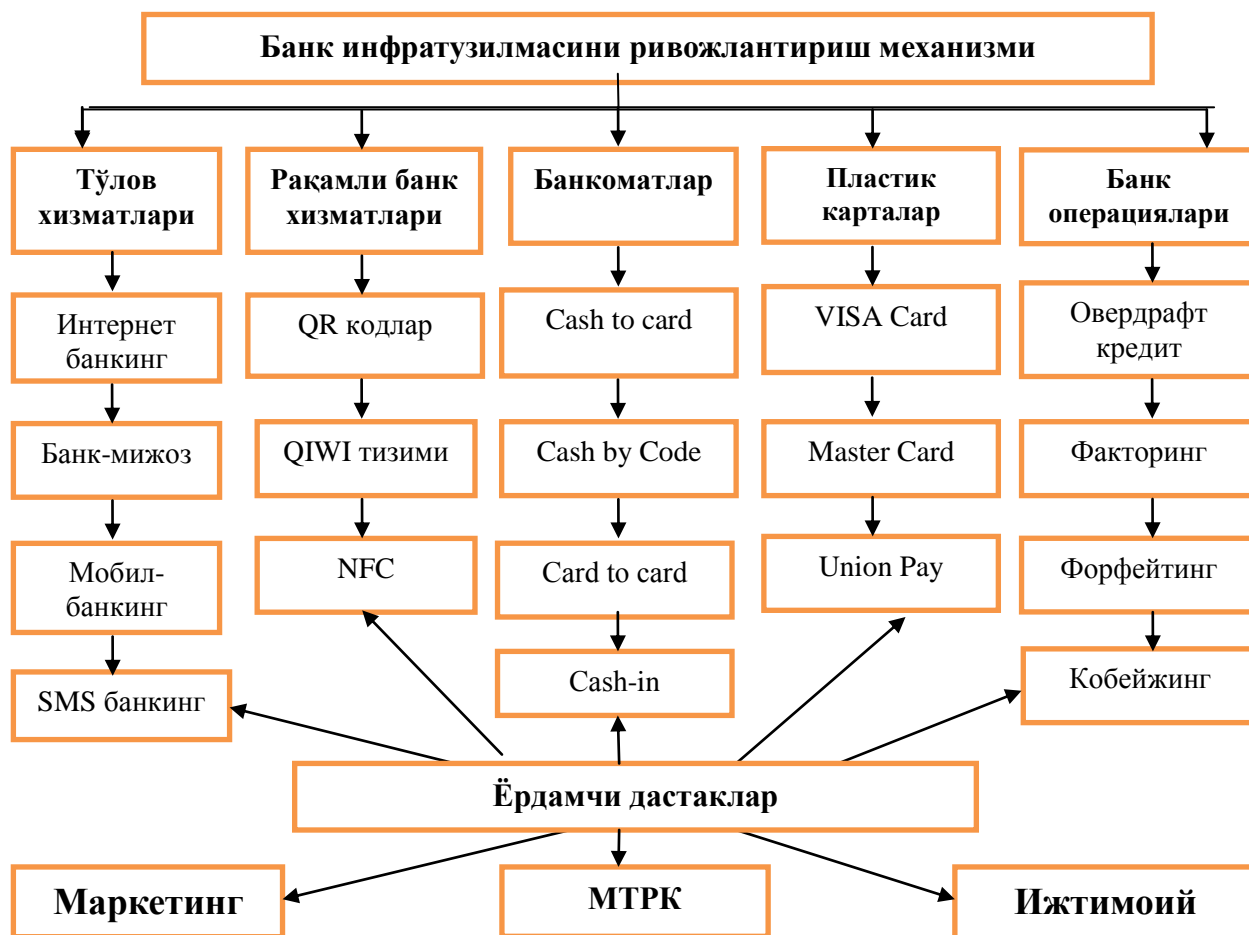 Банк инфратузилмасини ривожлантириш механизми
Тўлов
хизматлари
Рақамли банк
хизматлари
Банкоматлар
Пластик
карталар
Банк
операциялари
Интернет
банкинг
QR кодлар
Cash to card
VISA Card
Овердрафт
кредит
Банк-мижоз
QIWI тизими
Cash by Code
Master Card
Факторинг
Мобил-
банкинг
NFC
Card to card
Union Pay
Форфейтинг
SMS банкинг
Cash-in
Кобейжинг
Ёрдамчи дастаклар
Маркетинг
МТРК
Ижтимоий